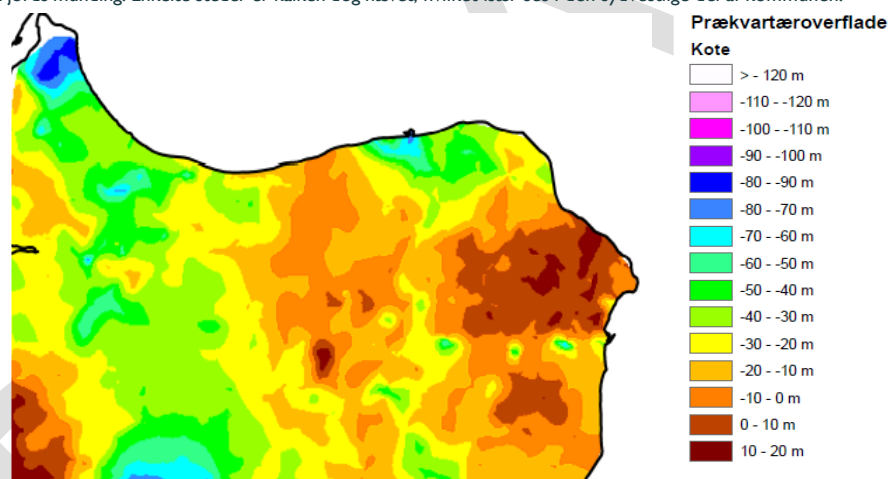 Prækvartæroverflade
Kote
> - 120 m
-110 - -120 m
-100 - -110 m
-90 - -100 m
-80 - -90 m
-80 - -70 m
-70 - -60 m
-60 - -50 m
-50 - -40 m
-40 - -30 m
-30 - -20 m
-20 - -10 m
-10 - 0 m
0 - 10 m
10 - 20 m